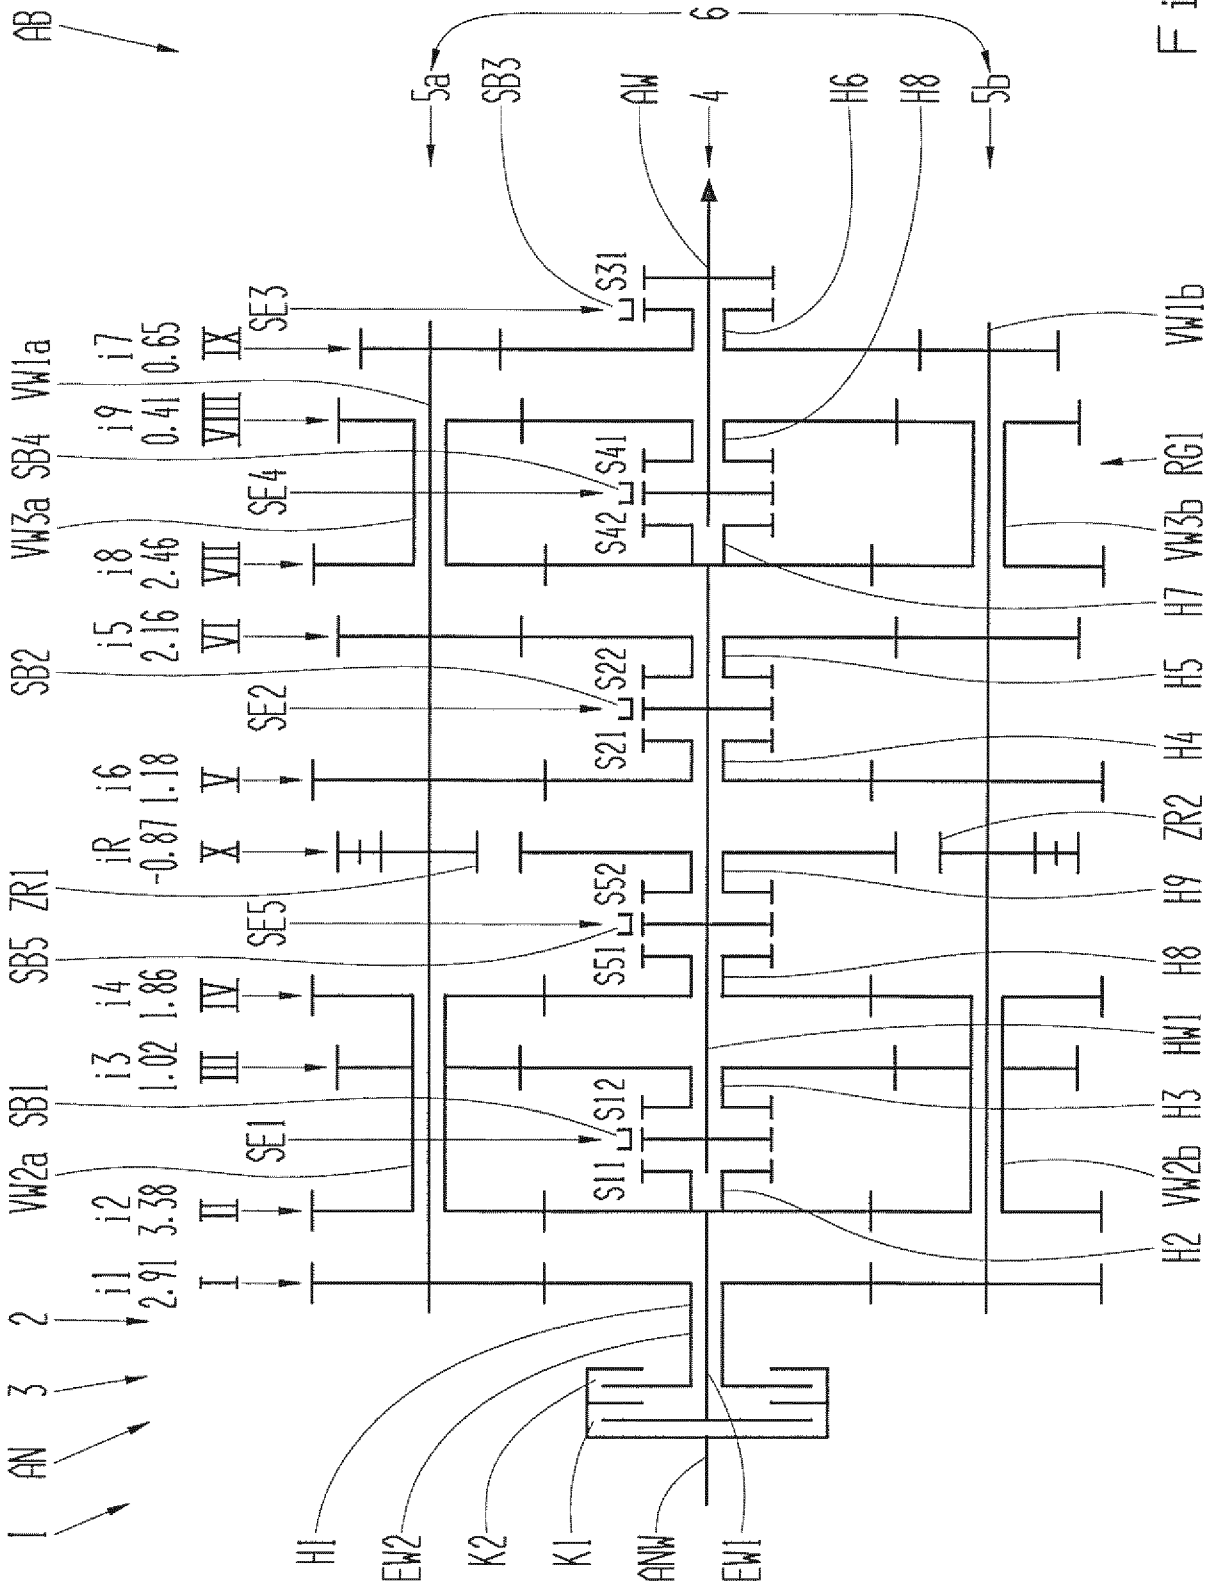 1
AN
3
2
AB
i1
2.91
I
i2
3.38
II
i3
1.02
III
i4
1.86
IV
iR
-0.87
X
i6
1.18
V
i5
2.16
VI
i8
2.46
VII
i9
0.41
VIII
i7
0.65
IX
VW2a
SB1
SB5
ZR1
SB2
VW3a
SB4
VW1a
SE1
SE5
SE2
SE4
SE3
S11
S12
S51
S52
S21
S22
S42
S41
S31
5a
SB3
AW
4
H6
H8
5b
6
H1
EW2
K2
K1
ANW
EW1
H2
VW2b
H3
HW1
H8
H9
ZR2
H4
H5
H7
VW3b
RG1
VW1b
Fi